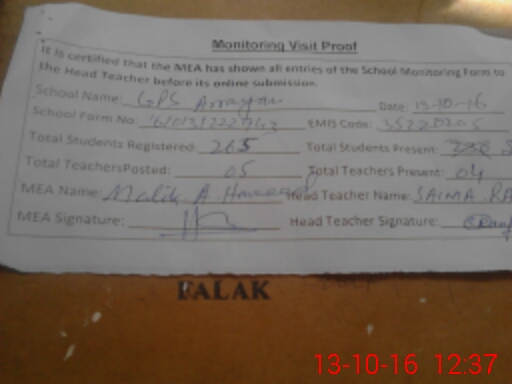 Monitoring Visit Proof
It is certified that the MEA has shown all entries of the School Monitoring Form to
the Head Teacher before its online submission.
School Name: GPS Date: 13-10-16
School Form No: EMIS Code: 35220205
Total Students Registered: 265 Total Students Present:
Total TeachersPosted: 05 Total Teachers Present: 04
MEA Name: Malik A. Head Teacher Name: SAIMA RA
MEA Signature: Head Teacher Signature:
FALAK
13-10-16 12:37